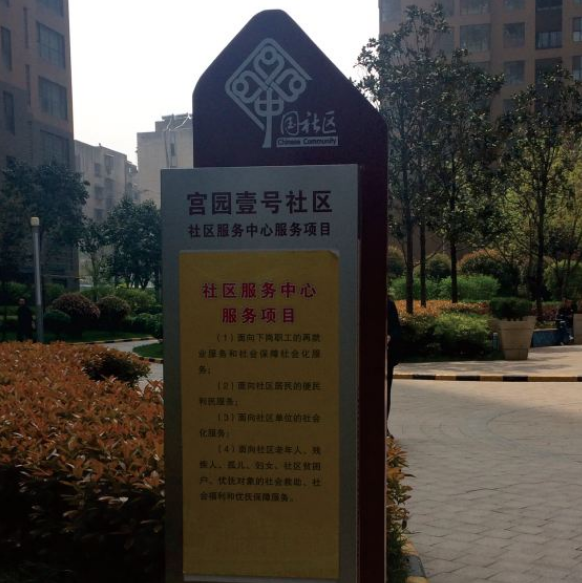 中国社区
Chinese Community
宫园壹号社区
社区服务中心服务项目
社区服务中心
服务项目
（1）面向下岗职工的再就
业服务和社会保障社会化服
务；
（2）面向社区居民的便民
利民服务；
（3）面向社区单位的社会
化服务；
（4）面向社区老年人、残
疾人、孤儿、妇女、社区贫困
户、优抚对象的社会救助、社
会福利和优抚保障服务。